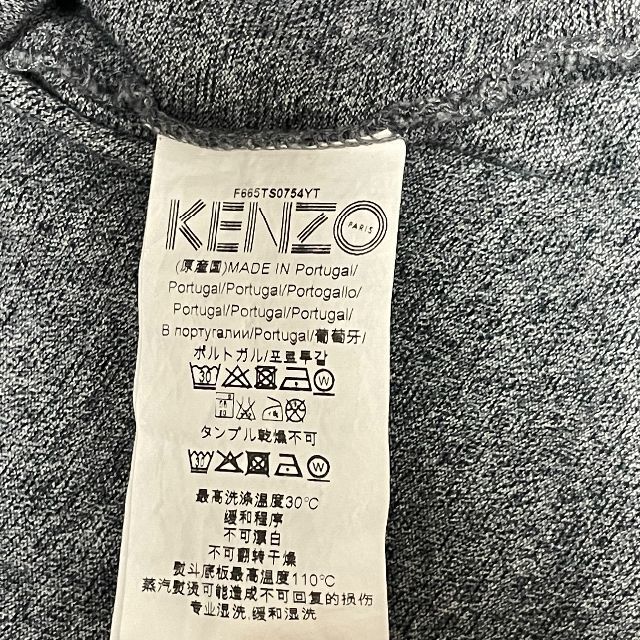 F665TS0754YT
KENZO
PARIS
(原産国)MADE IN Portugal/
Portugal/Portugal/Portogallo/
Portugal/Portugal/Portugal/
В португалии/Portugal/葡萄牙/
ポルトガル/포르투갈
30 W
タンブル乾燥不可
30 W
最高洗涤温度30℃
缓和程序
不可漂白
不可翻转干燥
熨斗底板最高温度110℃
蒸汽熨烫可能造成不可回复的损伤
专业湿洗,缓和湿洗